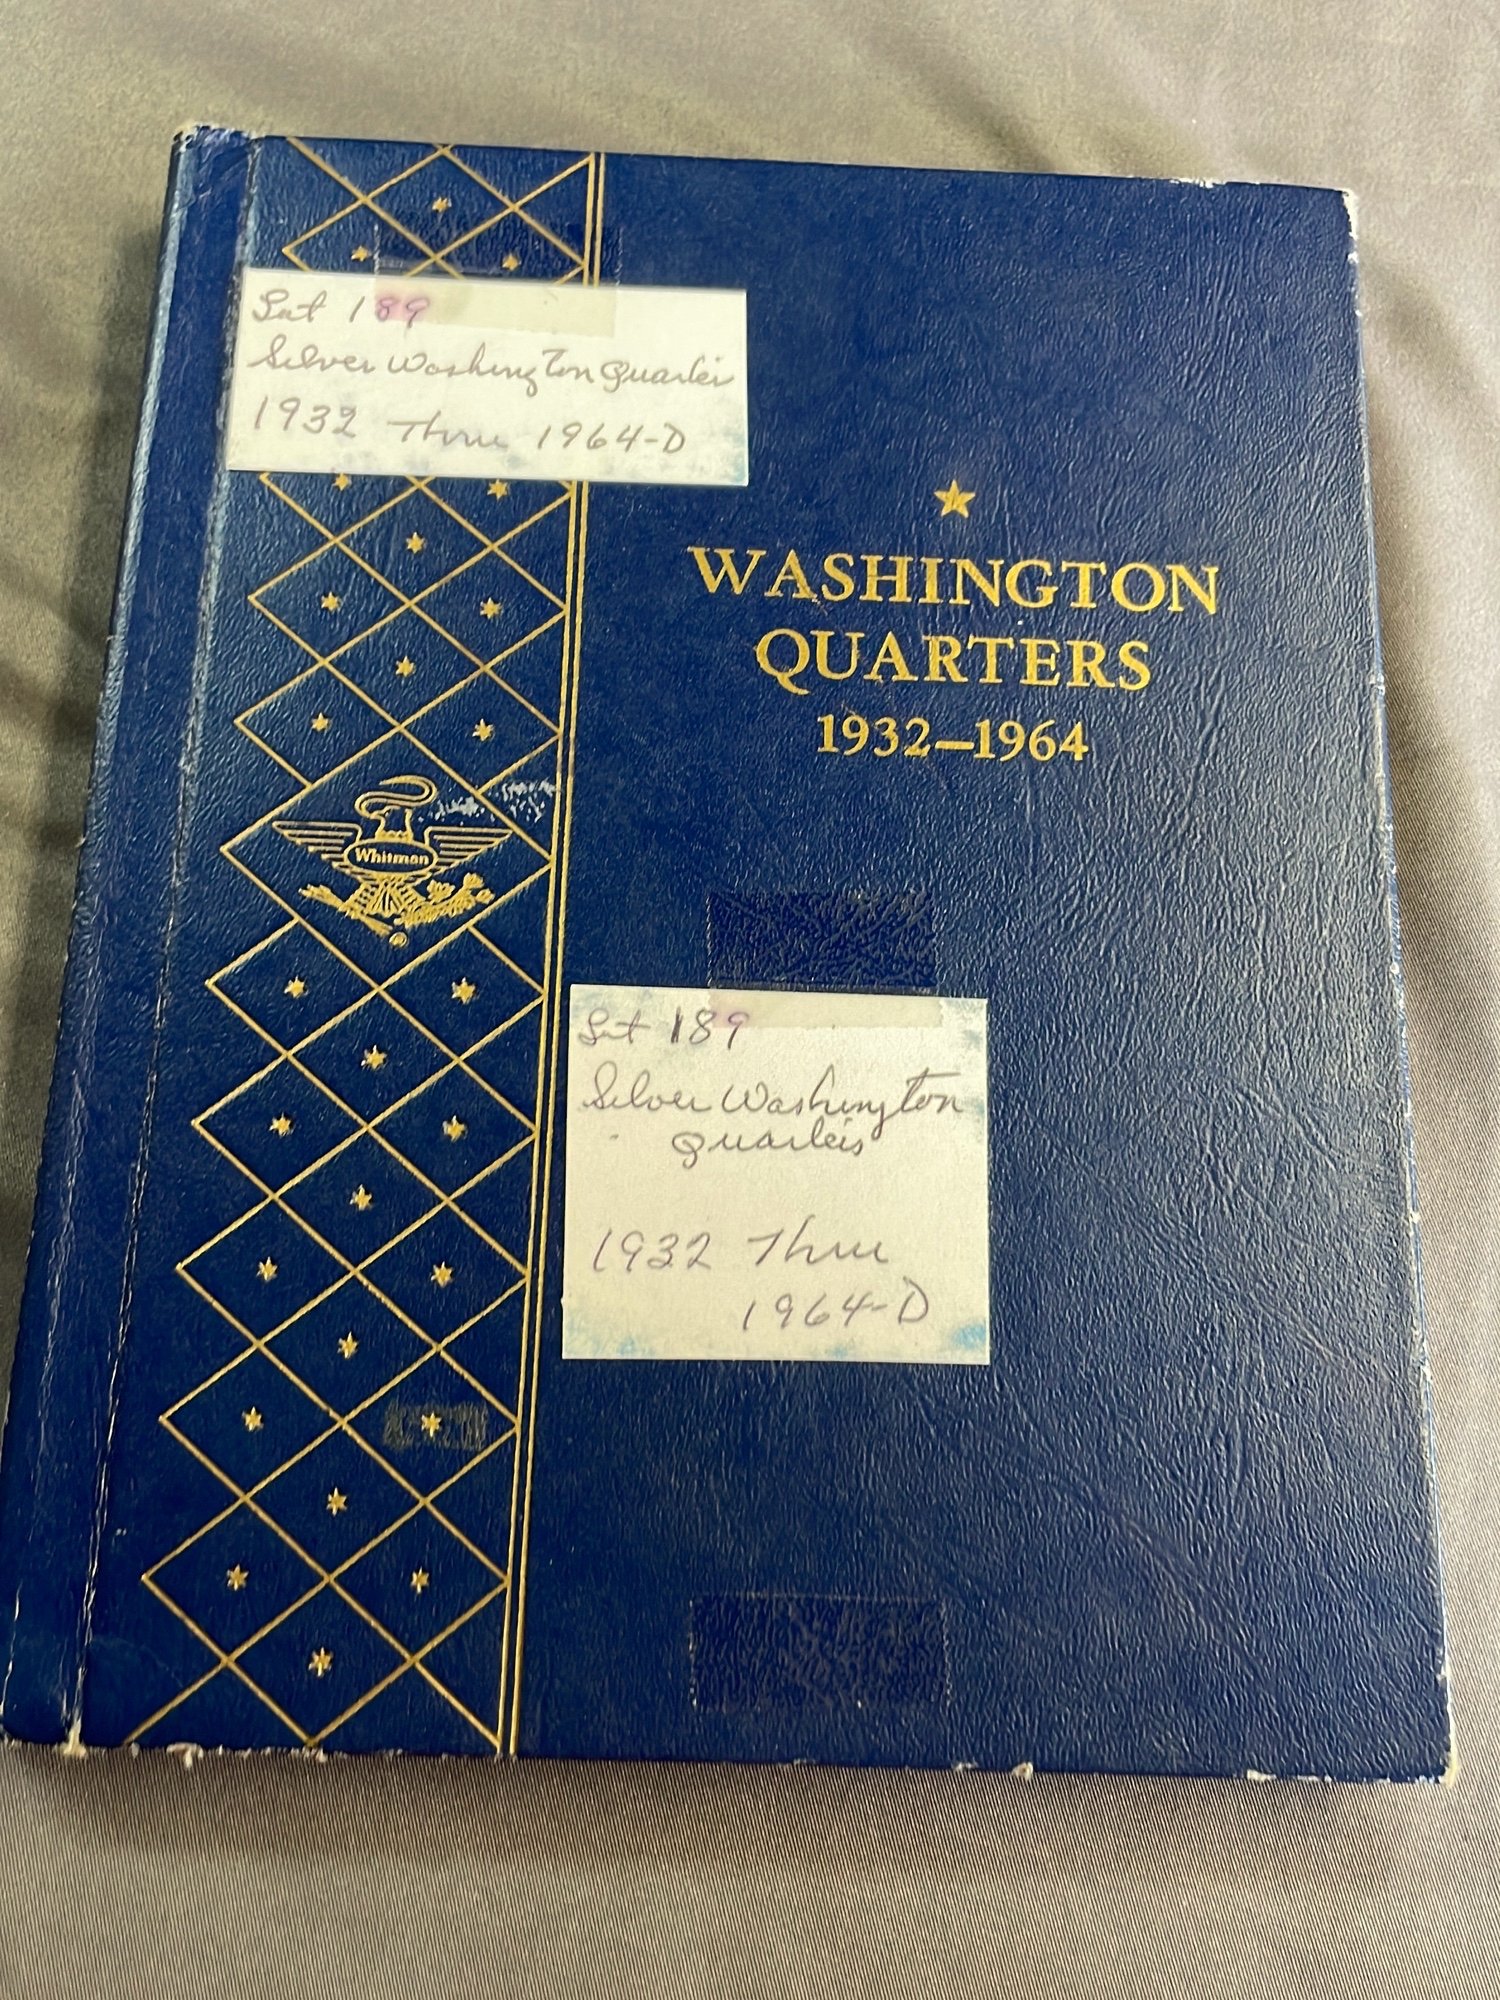 Set 189
Silver Washington Quarters
1932 Thru 1964-D
WASHINGTON
QUARTERS
1932–1964
Whitman
Set 189
Silver Washington
Quarters
1932 Thru
1964-D